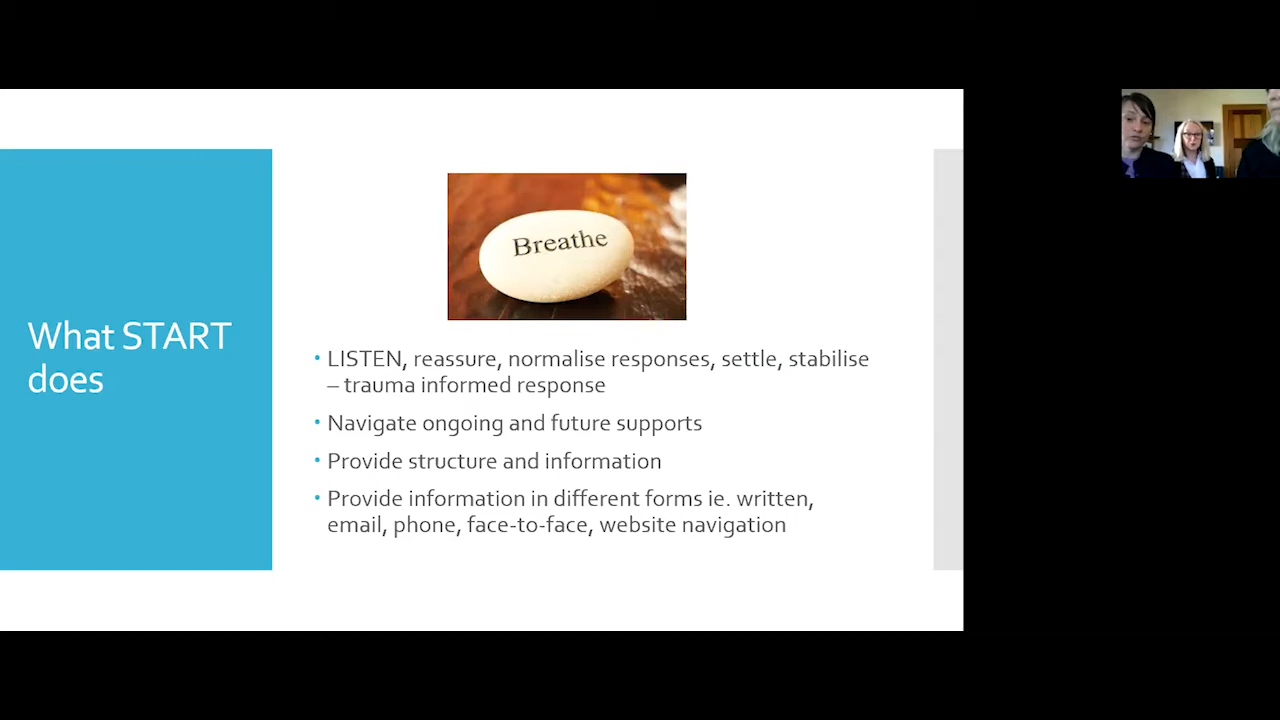 What START
does
Breathe
• LISTEN, reassure, normalise responses, settle, stabilise
– trauma informed response
• Navigate ongoing and future supports
• Provide structure and information
• Provide information in different forms ie. written,
email, phone, face-to-face, website navigation